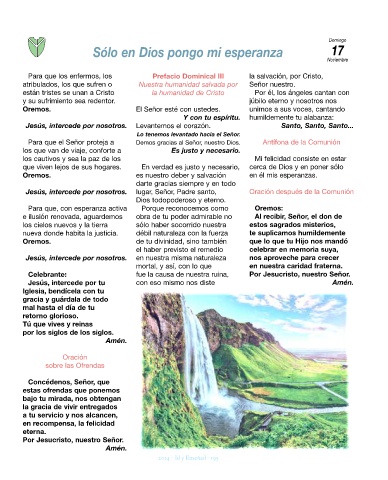 Domingo
17
Noviembre
Sólo en Dios pongo mi esperanza
Para que los enfermos, los
atribulados, los que sufren o
están tristes se unan a Cristo
y su sufrimiento sea redentor.
Oremos.
Jesús, intercede por nosotros.
Para que el Señor proteja a
los que van de viaje, conforte a
los cautivos y sea la paz de los
que viven lejos de sus hogares.
Oremos.
Jesús, intercede por nosotros.
Para que, con esperanza activa
e ilusión renovada, aguardemos
los cielos nuevos y la tierra
nueva donde habita la justicia.
Oremos.
Jesús, intercede por nosotros.
Celebrante:
Jesús, intercede por tu
Iglesia, bendícela con tu
gracia y guárdala de todo
mal hasta el día de tu
retorno glorioso.
Tú que vives y reinas
por los siglos de los siglos.
Amén.
Oración
sobre las Ofrendas
Concédenos, Señor, que
estas ofrendas que ponemos
bajo tu mirada, nos obtengan
la gracia de vivir entregados
a tu servicio y nos alcancen,
en recompensa, la felicidad
eterna.
Por Jesucristo, nuestro Señor.
Amén.
Prefacio Dominical III
Nuestra humanidad salvada por
la humanidad de Cristo
El Señor esté con ustedes.
Y con tu espíritu.
Levantemos el corazón.
Lo tenemos levantado hacia el Señor.
Demos gracias al Señor, nuestro Dios.
Es justo y necesario.
En verdad es justo y necesario,
es nuestro deber y salvación
darte gracias siempre y en todo
lugar, Señor, Padre santo,
Dios todopoderoso y eterno.
Porque reconocemos como
obra de tu poder admirable no
sólo haber socorrido nuestra
débil naturaleza con la fuerza
de tu divinidad, sino también
el haber previsto el remedio
en nuestra misma naturaleza
mortal, y así, con lo que
fue la causa de nuestra ruina,
con eso mismo nos diste
la salvación, por Cristo,
Señor nuestro.
Por él, los ángeles cantan con
júbilo eterno y nosotros nos
unimos a sus voces, cantando
humildemente tu alabanza:
Santo, Santo, Santo...
Antífona de la Comunión
Mi felicidad consiste en estar
cerca de Dios y en poner sólo
en él mis esperanzas.
Oración después de la Comunión
Oremos:
Al recibir, Señor, el don de
estos sagrados misterios,
te suplicamos humildemente
que lo que tu Hijo nos mandó
celebrar en memoria suya,
nos aproveche para crecer
en nuestra caridad fraterna.
Por Jesucristo, nuestro Señor.
Amén.